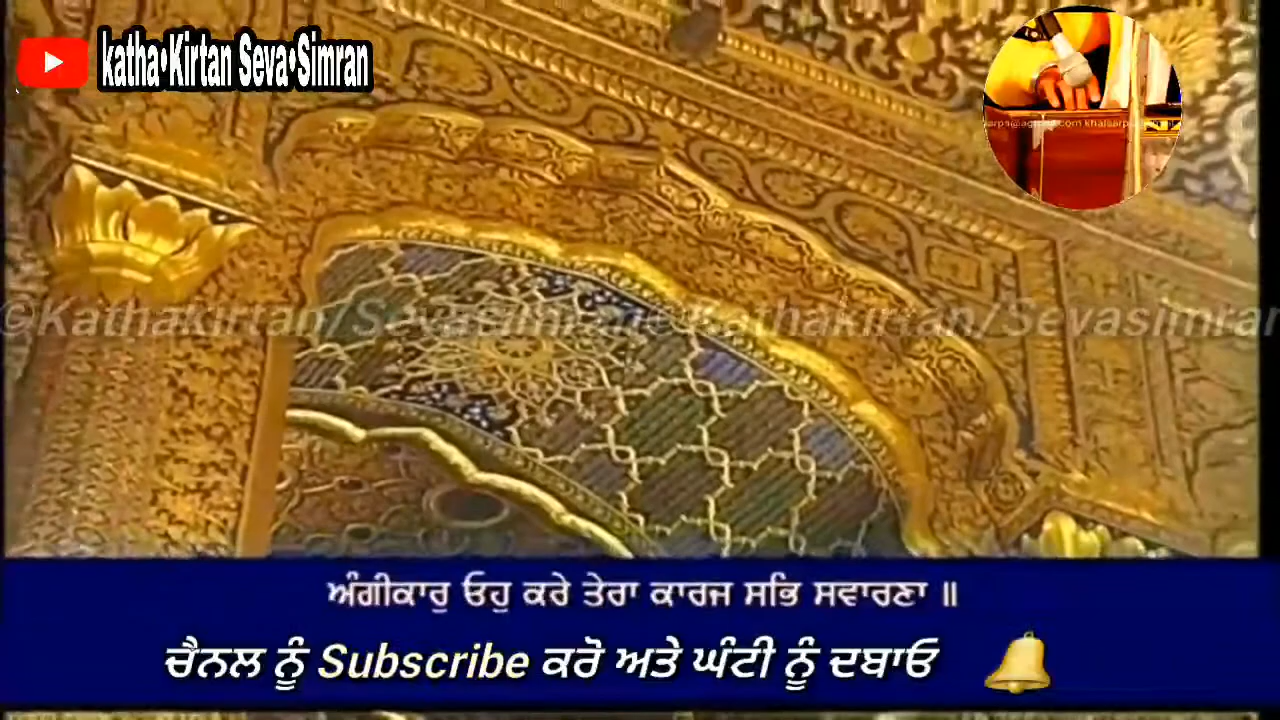 katha•Kirtan Seva•Simran
©Kathakirtan/Sevasimran
Kathakirtan/Sevasimran
ਅੰਗੀਕਾਰੁ ਓਹੁ ਕਰੇ ਤੇਰਾ ਕਾਰਜ ਸਭਿ ਸਵਾਰਣਾ ॥
ਚੈਨਲ ਨੂੰ Subscribe ਕਰੋ ਅਤੇ ਘੰਟੀ ਨੂੰ ਦਬਾਓ